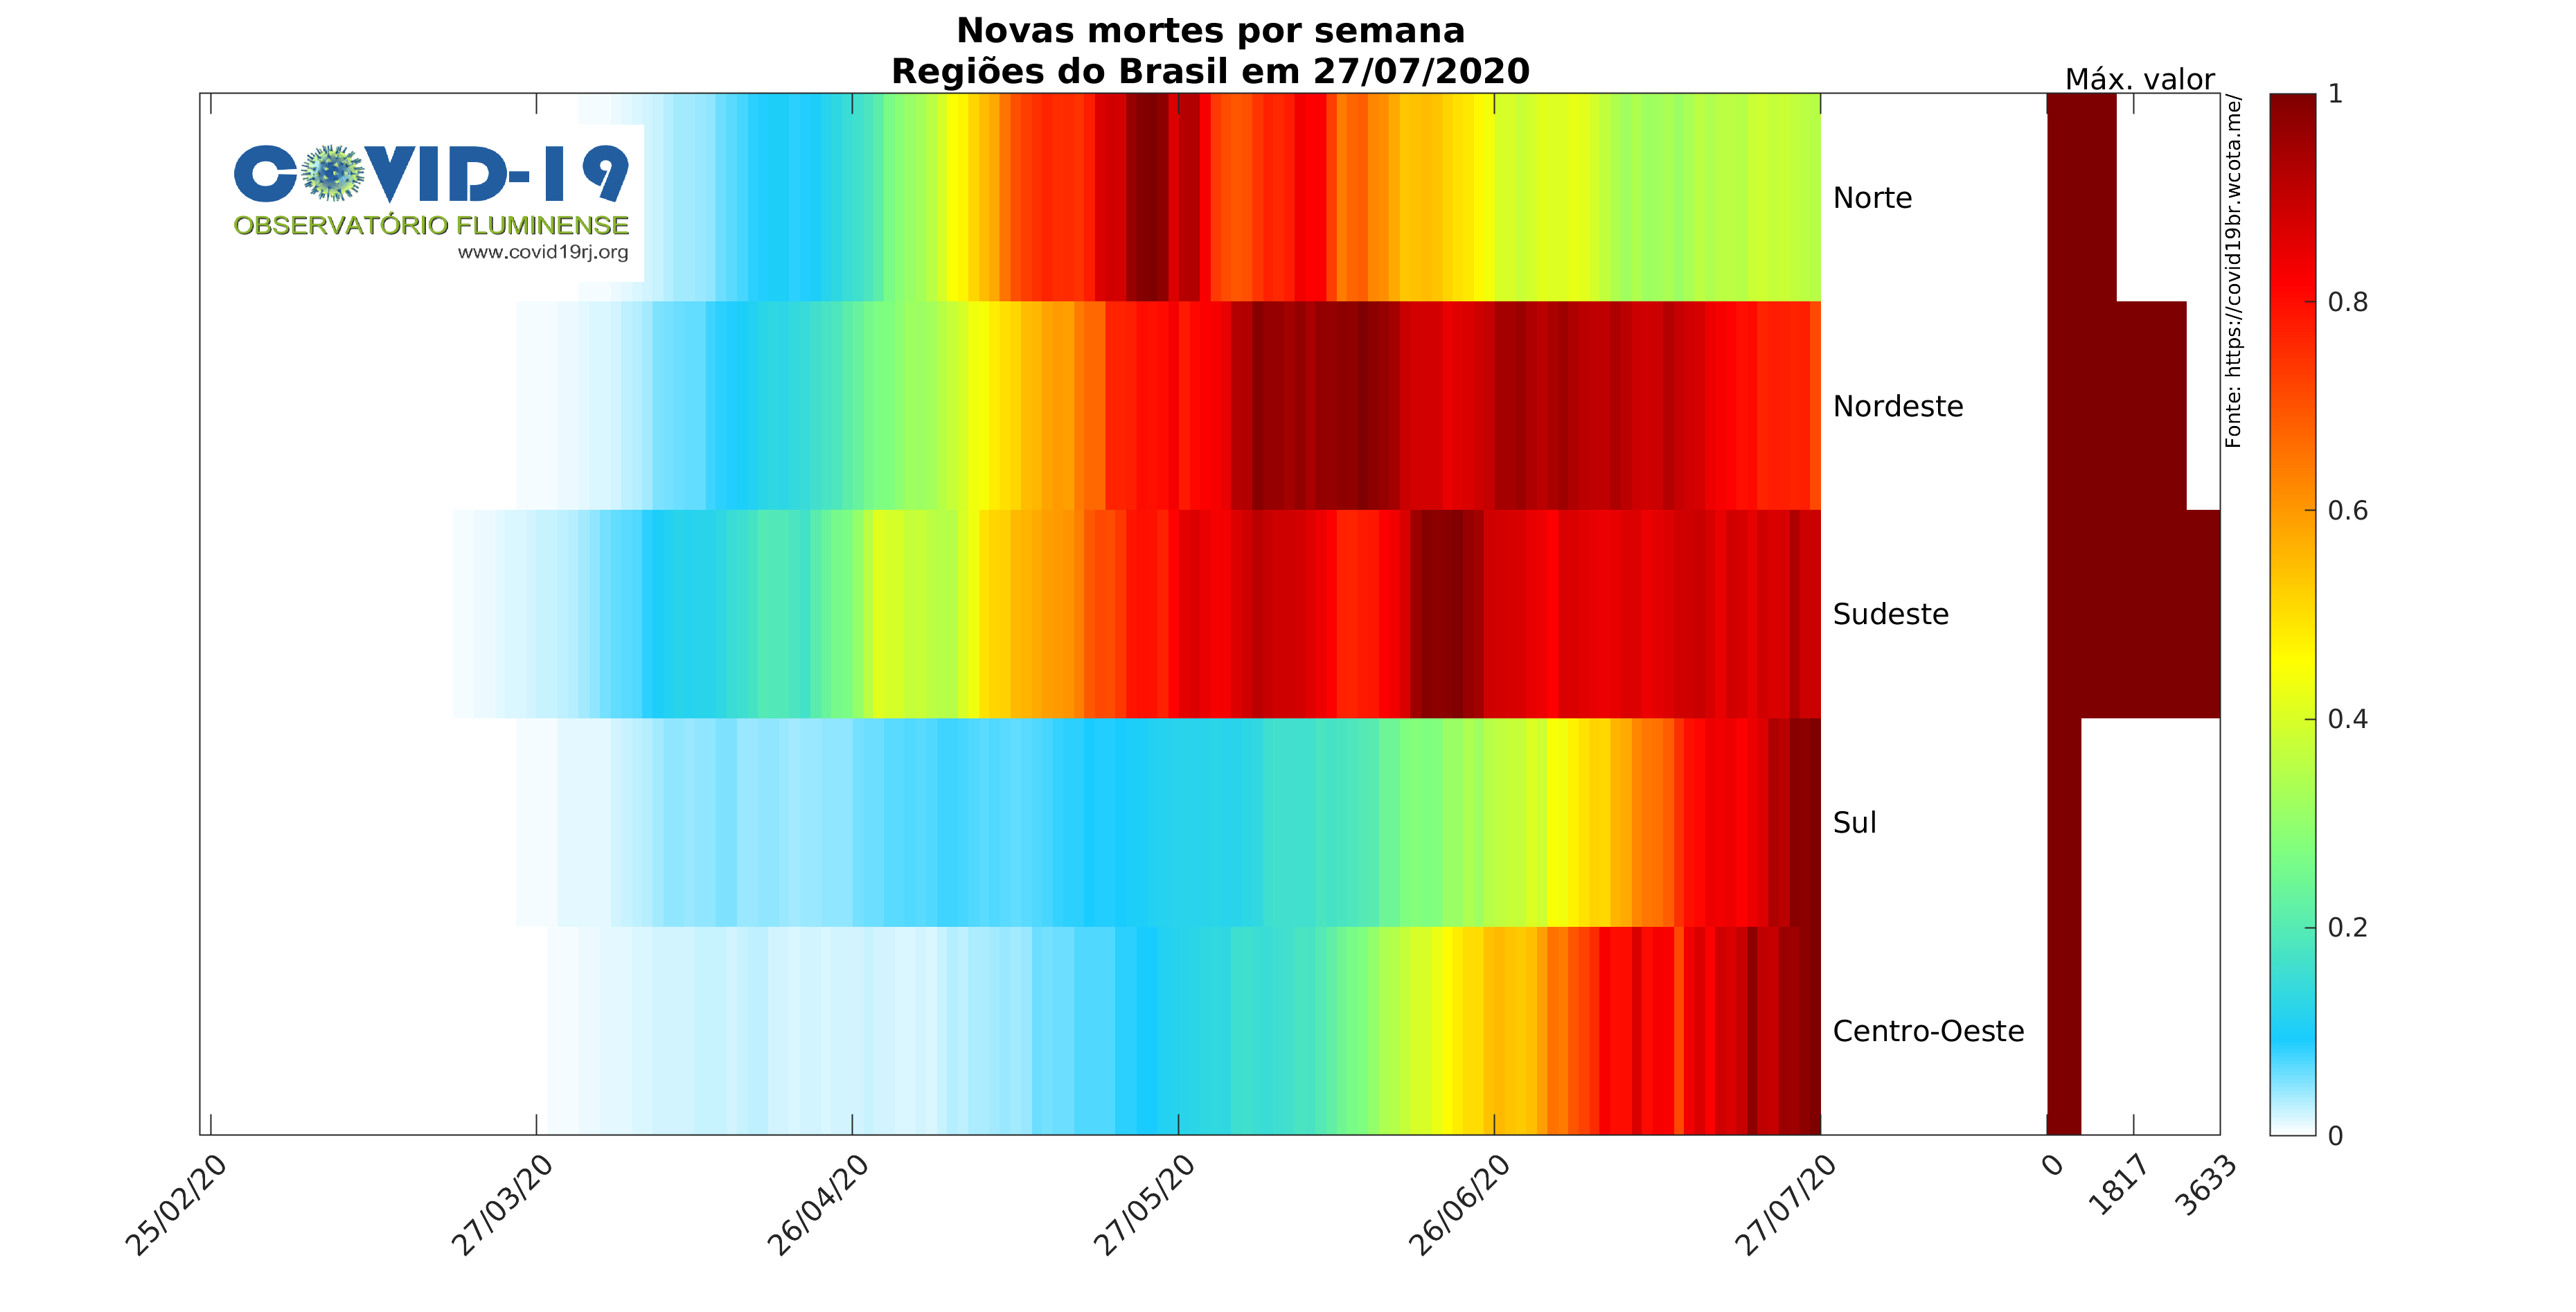 Novas mortes por semana
Regiões do Brasil em 27/07/2020
Máx. valor
COVID-19
OBSERVATÓRIO FLUMINENSE
www.covid19rj.org
Norte
Nordeste
Sudeste
Sul
Centro-Oeste
Fonte: https://covid19br.wcota.me/
1
0.8
0.6
0.4
0.2
0
25/02/20
27/03/20
26/04/20
27/05/20
26/06/20
27/07/20
0
1817
3633